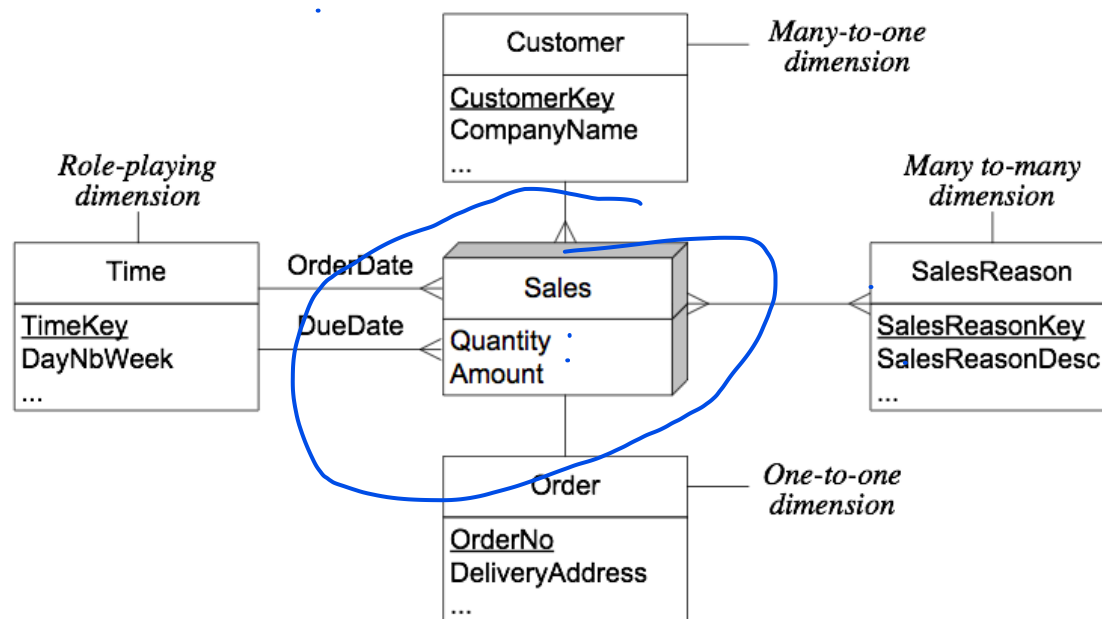 Customer
CustomerKey
CompanyName
...
Many-to-one
dimension
Role-playing
dimension
Time
TimeKey
DayNbWeek
...
OrderDate
DueDate
Sales
Quantity
Amount
Many to-many
dimension
SalesReason
SalesReasonKey
SalesReasonDesc
...
Order
OrderNo
DeliveryAddress
...
One-to-one
dimension